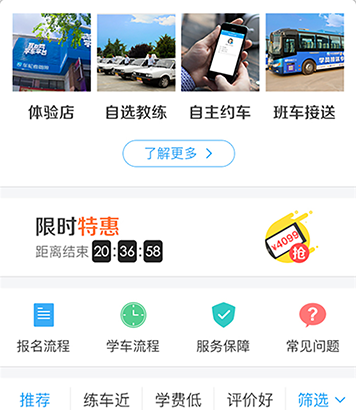 体验店 自选教练 自主约车 班车接送
了解更多 >
限时特惠
距离结束 20:36:58
¥4099
抢
报名流程 学车流程 服务保障 常见问题
推荐 练车近 学费低 评价好 筛选